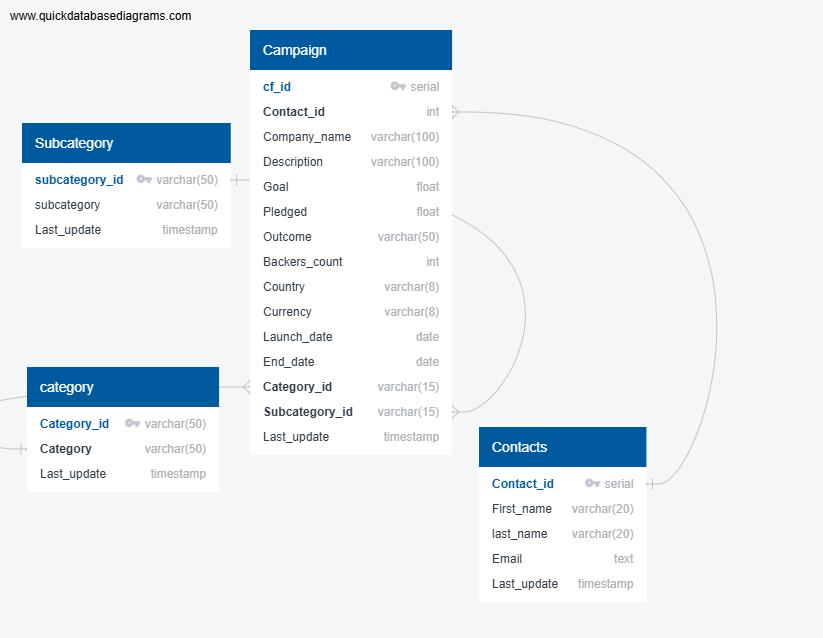 www.quickdatabasediagrams.com
Campaign
cf_id serial
Contact_id int
Company_name varchar(100)
Description varchar(100)
Goal float
Pledged float
Outcome varchar(50)
Backers_count int
Country varchar(8)
Currency varchar(8)
Launch_date date
End_date date
Category_id varchar(15)
Subcategory_id varchar(15)
Last_update timestamp
Subcategory
subcategory_id varchar(50)
subcategory varchar(50)
Last_update timestamp
category
Category_id varchar(50)
Category varchar(50)
Last_update timestamp
Contacts
Contact_id serial
First_name varchar(20)
last_name varchar(20)
Email text
Last_update timestamp